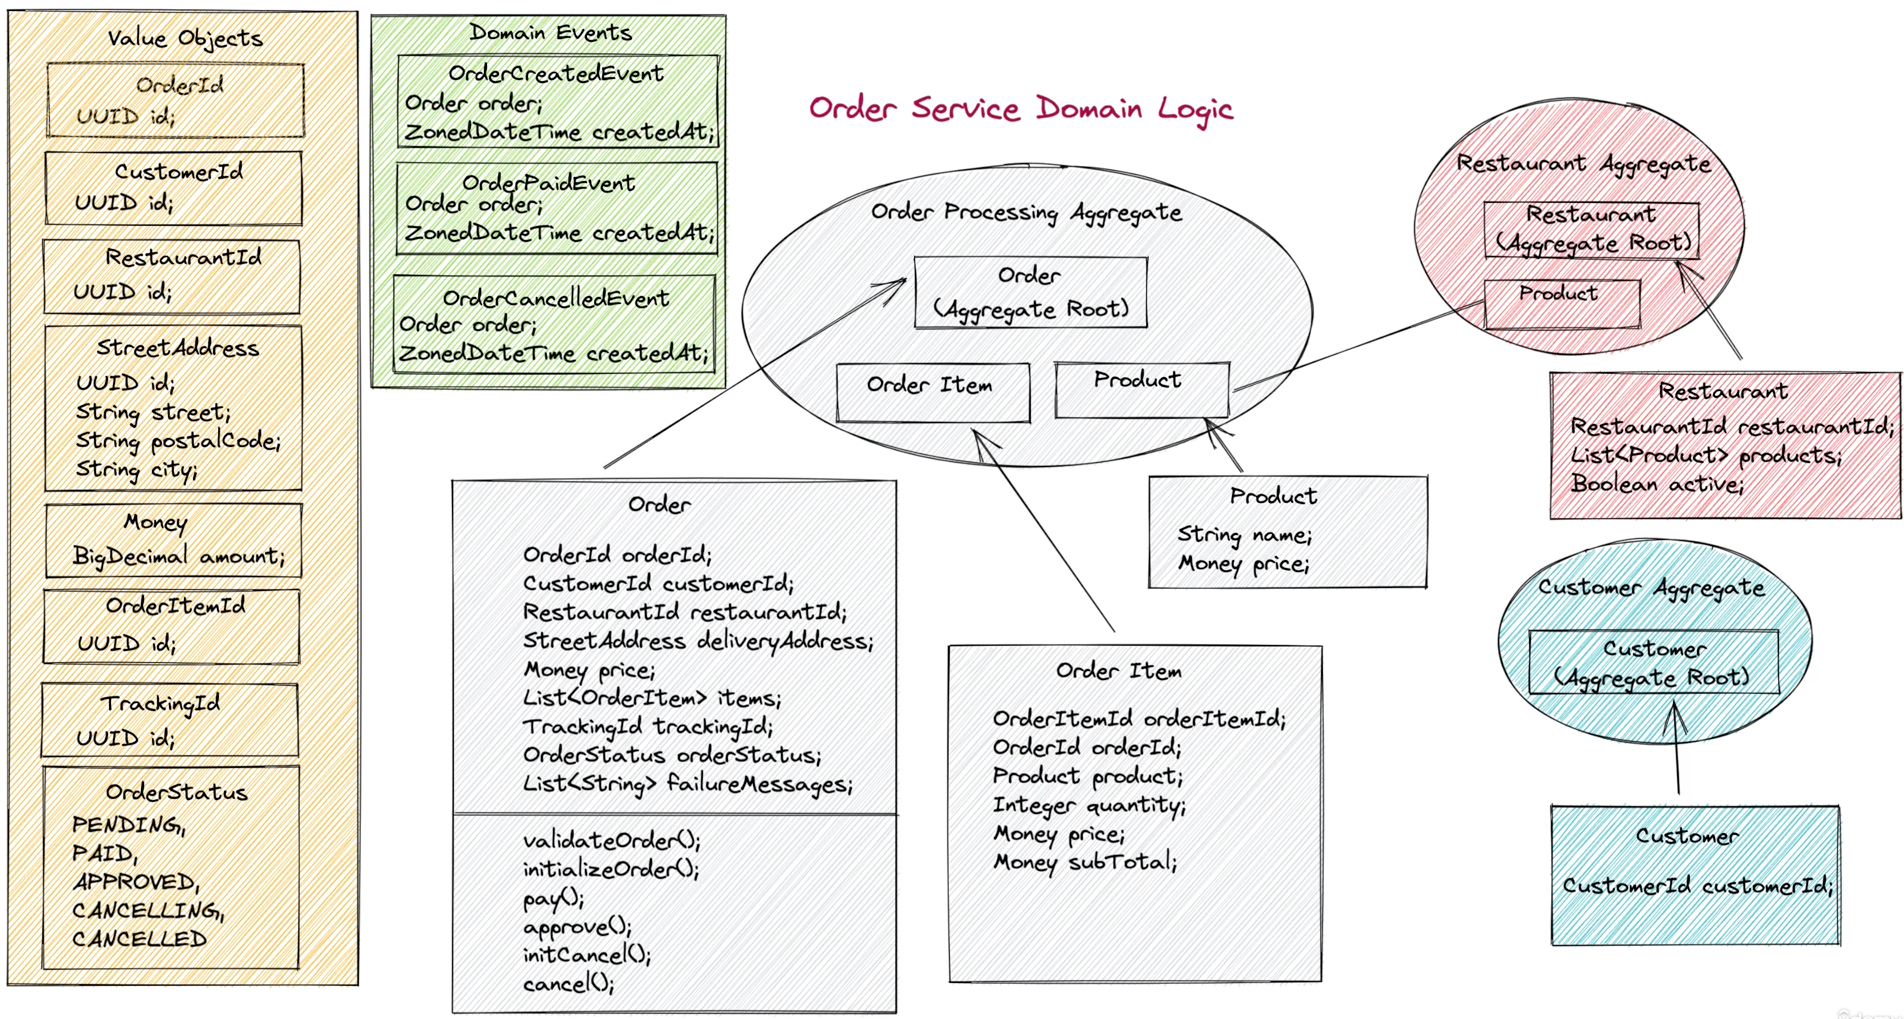 Value Objects
OrderId
UUID id;
CustomerId
UUID id;
RestaurantId
UUID id;
StreetAddress
UUID id;
String street;
String postalCode;
String city;
Money
BigDecimal amount;
OrderItemId
UUID id;
TrackingId
UUID id;
OrderStatus
PENDING,
PAID,
APPROVED,
CANCELLING,
CANCELLED
Domain Events
OrderCreatedEvent
Order order;
ZonedDateTime createdAt;
OrderPaidEvent
Order order;
ZonedDateTime createdAt;
OrderCancelledEvent
Order order;
ZonedDateTime createdAt;
Order Service Domain Logic
Order Processing Aggregate
Order
(Aggregate Root)
Order Item
Product
Restaurant Aggregate
Restaurant
(Aggregate Root)
Product
Order
OrderId orderId;
CustomerId customerId;
RestaurantId restaurantId;
StreetAddress deliveryAddress;
Money price;
List<OrderItem> items;
TrackingId trackingId;
OrderStatus orderStatus;
List<String> failureMessages;
validateOrder();
initializeOrder();
pay();
approve();
initCancel();
cancel();
Product
String name;
Money price;
Order Item
OrderItemId orderItemId;
OrderId orderId;
Product product;
Integer quantity;
Money price;
Money subTotal;
Restaurant
RestaurantId restaurantId;
List<Product> products;
Boolean active;
Customer Aggregate
Customer
(Aggregate Root)
Customer
CustomerId customerId;